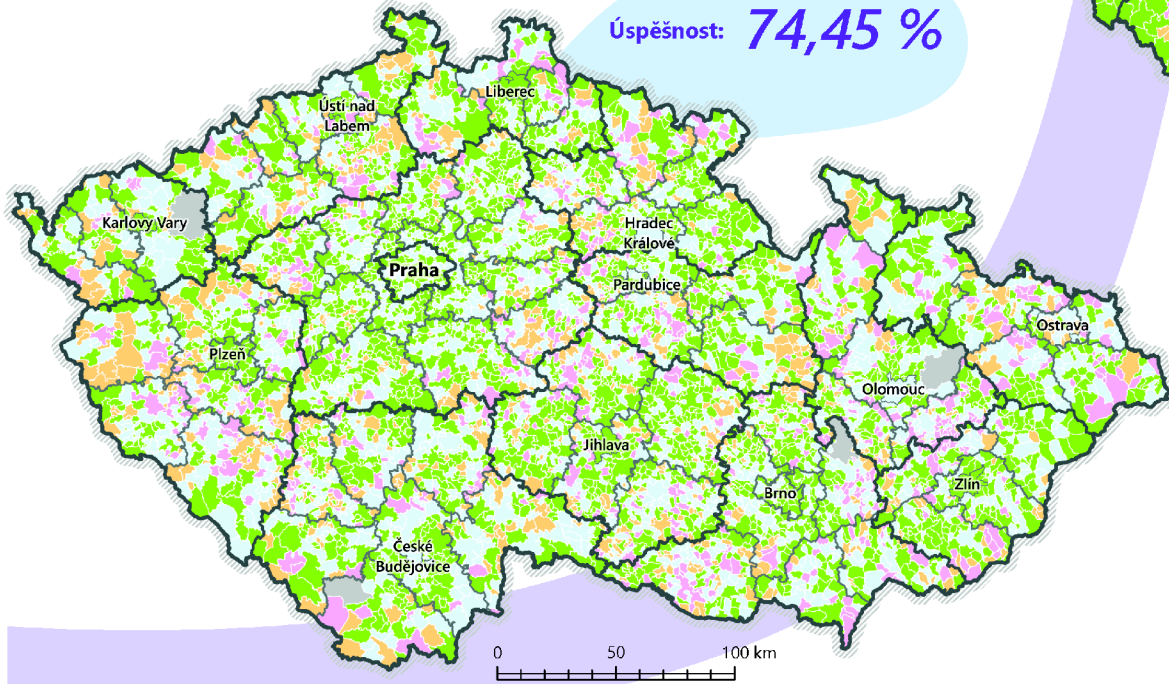 Úspěšnost: 74,45 %
Liberec
Ústí nad
Labem
Karlovy Vary
Hradec
Králové
Praha
Pardubice
Ostrava
Plzeň
Olomouc
Jihlava
Zlín
Brno
České
Budějovice
0 50 100 km